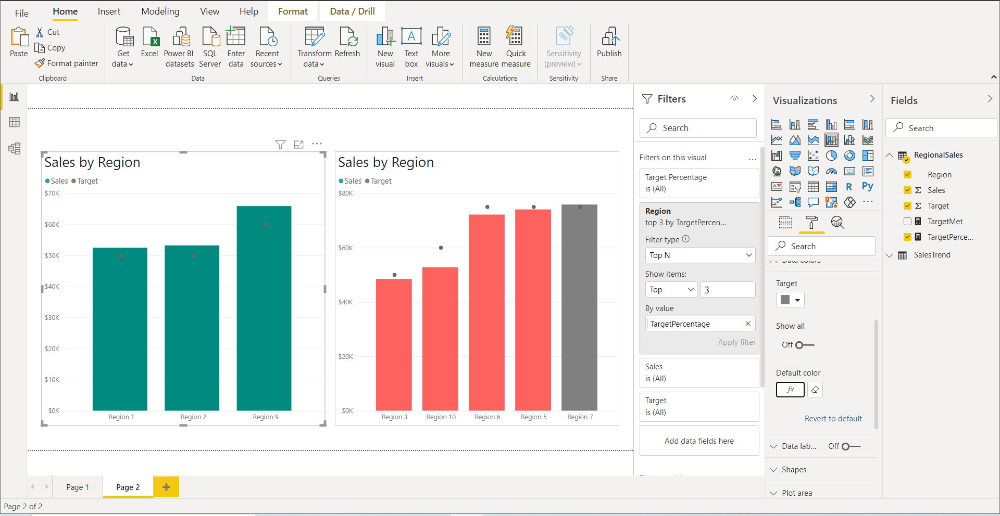 File
Home
Insert
Modeling
View
Help
Format
Data / Drill
Paste
Cut
Copy
Format painter
Clipboard
Get data
Excel
Power BI datasets
SQL Server
Enter data
Recent sources
Data
Transform data
Refresh
Queries
New visual
Text box
More visuals
Insert
New measure
Quick measure
Calculations
Sensitivity (preview)
Sensitivity
Publish
Share
Sales by Region
Sales Target
$70K
$60K
$50K
$40K
$30K
$20K
$10K
$0K
Region 1 Region 2 Region 9
Sales by Region
Sales Target
$80K
$60K
$40K
$20K
$0K
Region 3 Region 10 Region 6 Region 5 Region 7
Filters
Search
Filters on this visual ...
Target Percentage
is (All)
Region
top 3 by TargetPercen...
Filter type
Top N
Show items:
Top 3
By value
TargetPercentage
Apply filter
Sales
is (All)
Target
is (All)
Add data fields here
Visualizations
123
R Py
...
Search
Data colors
Target
Show all
Off
Default color
fx
Revert to default
Data lab... Off
Shapes
Plot area
Fields
Search
RegionalSales
Region
Σ Sales
Σ Target
TargetMet
TargetPerce...
SalesTrend
Page 1
Page 2
+
Page 2 of 2